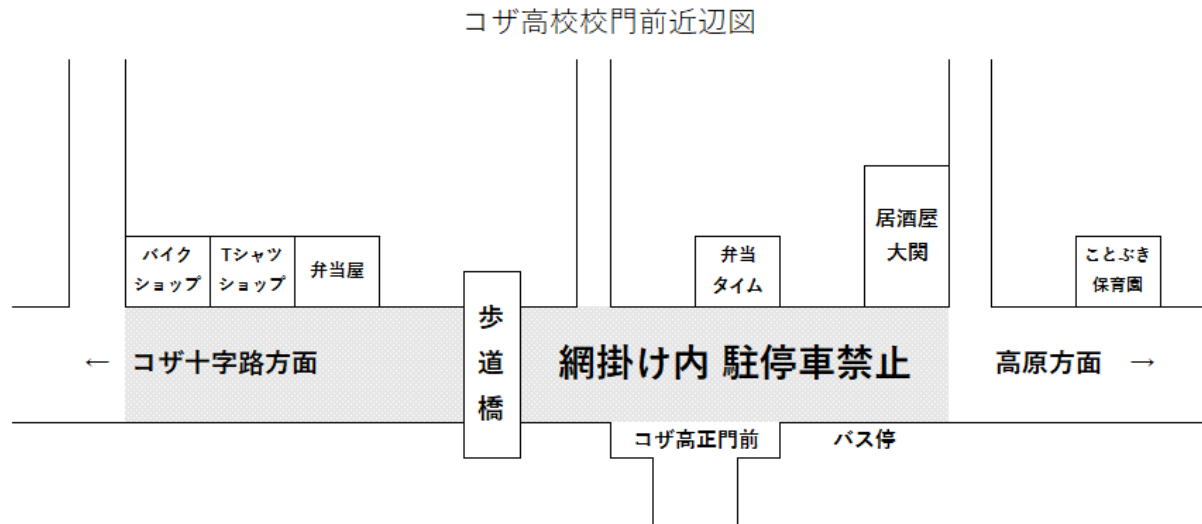 コザ高校校門前近辺図
バイク
ショップ
Tシャツ
ショップ
弁当屋
弁当
タイム
居酒屋
大関
ことぶき
保育園
← コザ十字路方面
歩道橋
網掛け内 駐停車禁止
高原方面 →
コザ高正門前
バス停